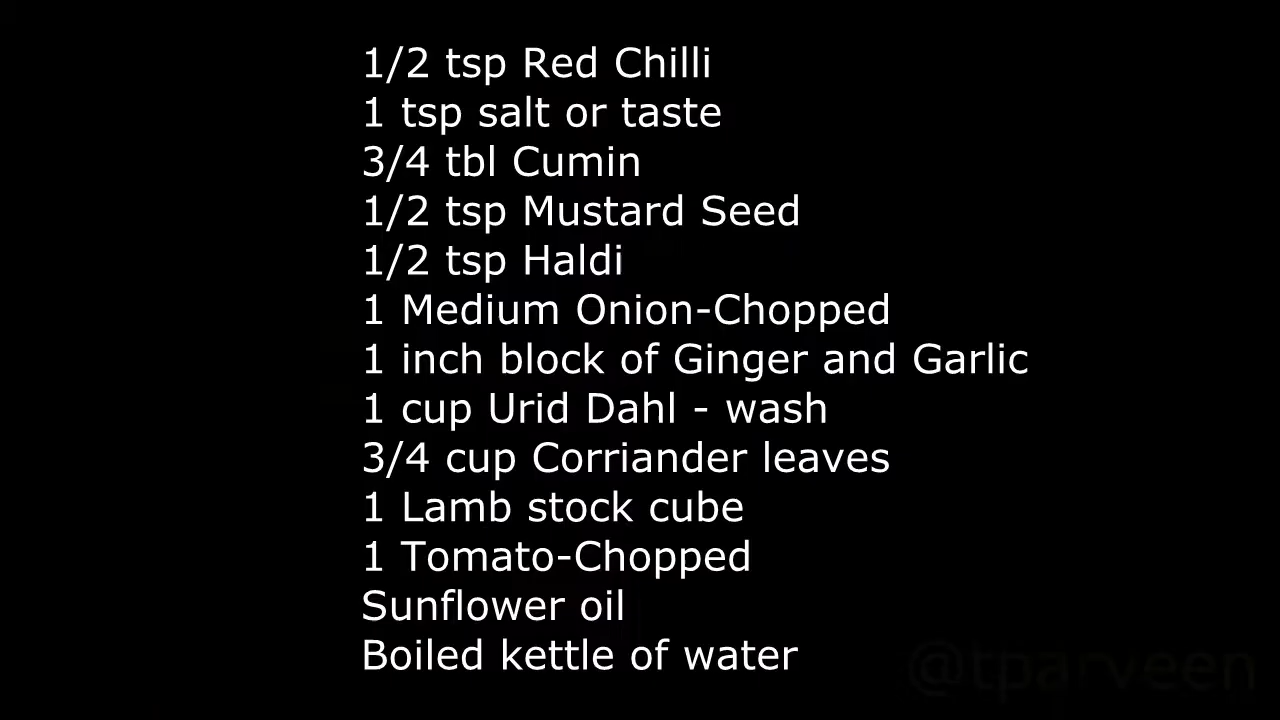 1/2 tsp Red Chilli
1 tsp salt or taste
3/4 tbl Cumin
1/2 tsp Mustard Seed
1/2 tsp Haldi
1 Medium Onion-Chopped
1 inch block of Ginger and Garlic
1 cup Urid Dahl - wash
3/4 cup Corriander leaves
1 Lamb stock cube
1 Tomato-Chopped
Sunflower oil
Boiled kettle of water
@tparveen